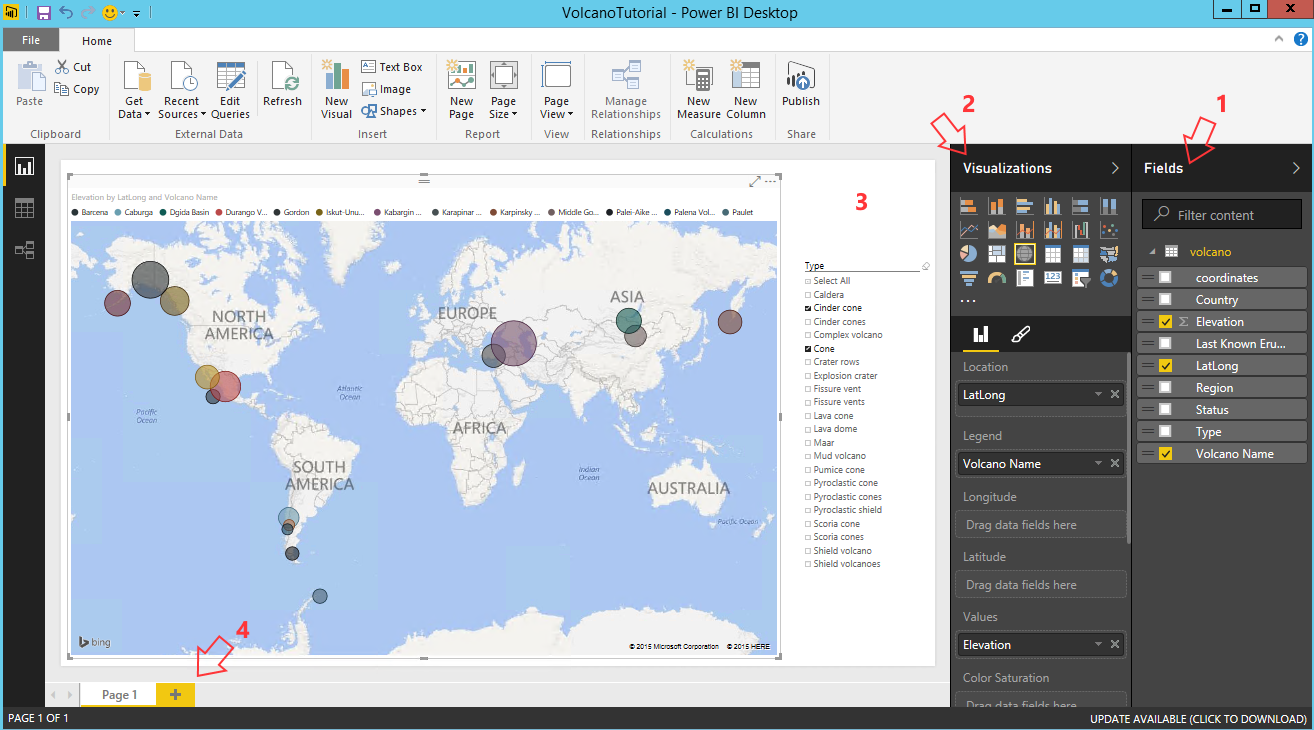 VolcanoTutorial - Power BI Desktop
File
Home
Paste
Cut
Copy
Clipboard
Get Data
Recent Sources
Edit Queries
Refresh
External Data
New Visual
Text Box
Image
Shapes
Insert
New Page
Page Size
Report
Page View
View
Manage Relationships
Relationships
New Measure
New Column
Calculations
Publish
Share
1
2
3
4
Elevation by LatLong and Volcano Name
Barcena Caburga Dgida Basin Durango V... Gordon Iskut-Unu... Kabargin ... Karapinar ... Karpinsky ... Middle Go... Palei-Aike ... Palena Vol... Paulet
NORTH
AMERICA
EUROPE
ASIA
Atlantic
Ocean
Pacific
Ocean
AFRICA
SOUTH
AMERICA
Indian
Ocean
AUSTRALIA
Pacific Ocean
bing
© 2015 Microsoft Corporation © 2015 HERE
Type
Select All
Caldera
Cinder cone
Cinder cones
Complex volcano
Cone
Crater rows
Explosion crater
Fissure vent
Fissure vents
Lava cone
Lava dome
Maar
Mud volcano
Pumice cone
Pyroclastic cone
Pyroclastic cones
Pyroclastic shield
Scoria cone
Scoria cones
Shield volcano
Shield volcanoes
Visualizations
123
Location
LatLong
Legend
Volcano Name
Longitude
Drag data fields here
Latitude
Drag data fields here
Values
Elevation
Color Saturation
Drag data fields here
Fields
Filter content
volcano
coordinates
Country
Elevation
Last Known Eru...
LatLong
Region
Status
Type
Volcano Name
Page 1
PAGE 1 OF 1
UPDATE AVAILABLE (CLICK TO DOWNLOAD)